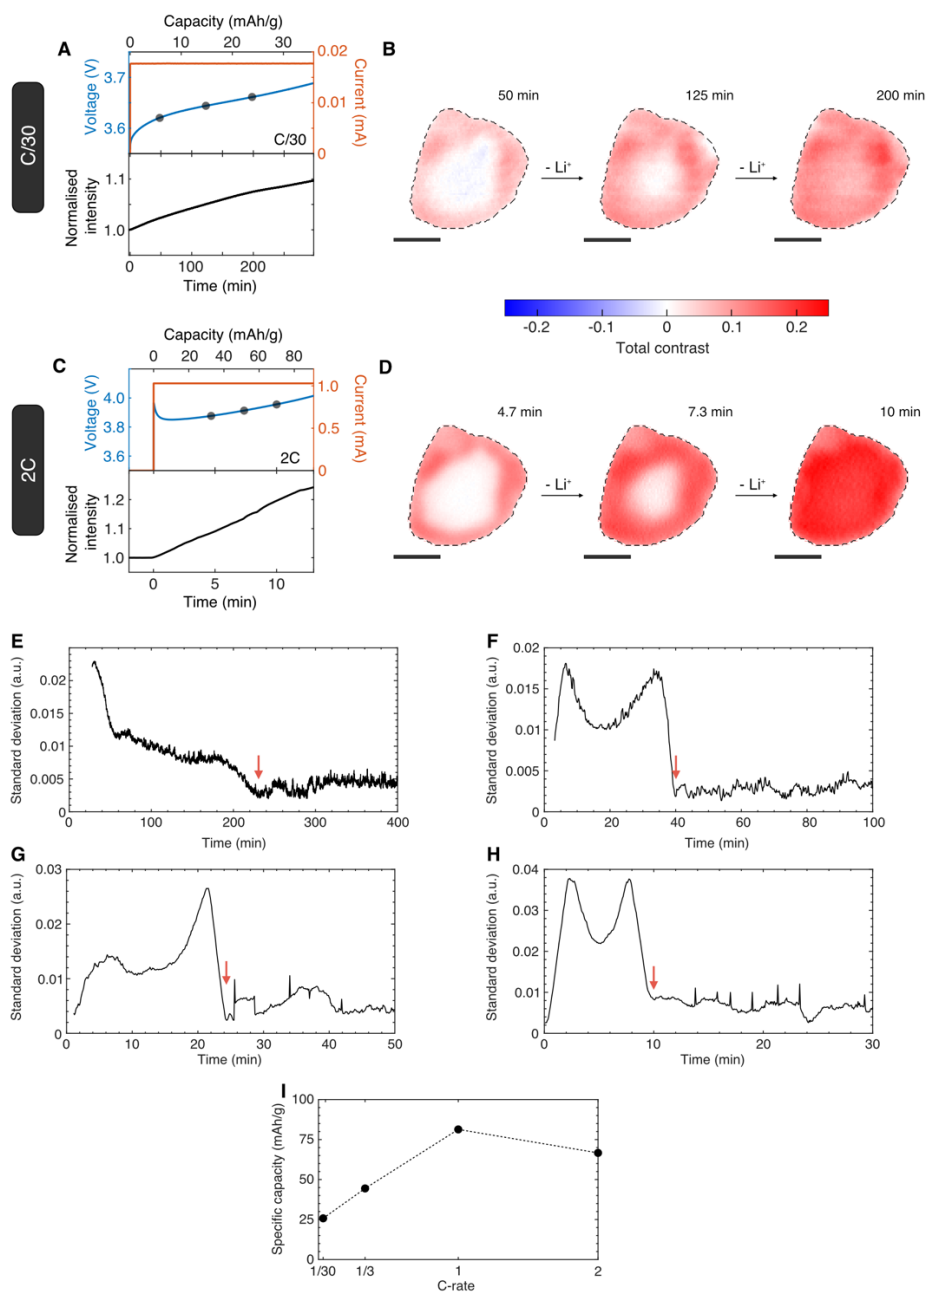 Capacity (mAh/g)
0 10 20 30
A
B
C/30
Voltage (V)
3.7
3.6
0.02
0.01
0
Current (mA)
C/30
Normalised
intensity
1.1
1.0
0 100 200
Time (min)
50 min
125 min
200 min
- Li⁺
- Li⁺
-0.2 -0.1 0 0.1 0.2
Total contrast
Capacity (mAh/g)
0 20 40 60 80
C
D
2C
Voltage (V)
4.0
3.8
3.6
1.0
0.5
0
Current (mA)
2C
Normalised
intensity
1.2
1.1
1.0
0 5 10
Time (min)
4.7 min
7.3 min
10 min
- Li⁺
- Li⁺
E
Standard deviation (a.u.)
0.02
0.015
0.01
0.005
0
0 100 200 300 400
Time (min)
F
Standard deviation (a.u.)
0.02
0.015
0.01
0.005
0
0 20 40 60 80 100
Time (min)
G
Standard deviation (a.u.)
0.03
0.02
0.01
0
0 10 20 30 40 50
Time (min)
H
Standard deviation (a.u.)
0.04
0.03
0.02
0.01
0
0 10 20 30
Time (min)
I
Specific capacity (mAh/g)
100
75
50
25
0
1/30 1/3 1 2
C-rate